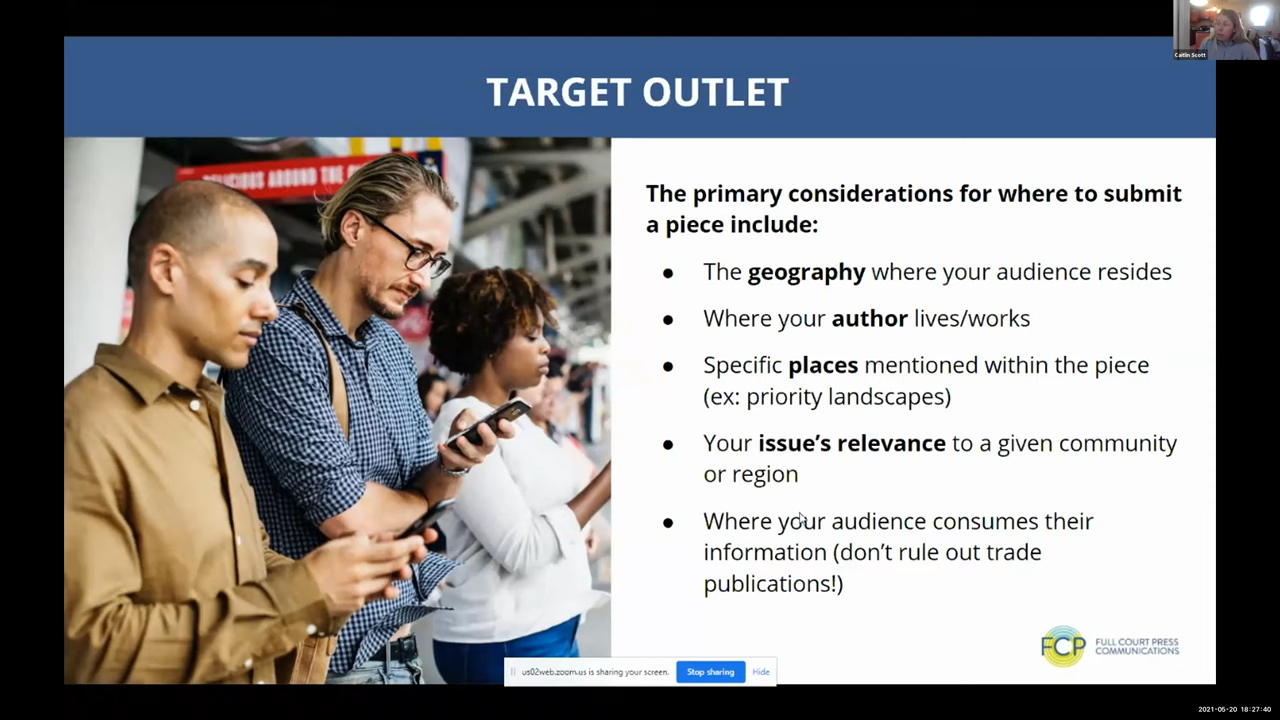 Caitlin Scott
TARGET OUTLET
The primary considerations for where to submit
a piece include:
● The geography where your audience resides
● Where your author lives/works
● Specific places mentioned within the piece
(ex: priority landscapes)
● Your issue's relevance to a given community
or region
● Where your audience consumes their
information (don't rule out trade
publications!)
FCP FULL COURT PRESS
COMMUNICATIONS
us02web.zoom.us is sharing your screen. Stop sharing Hide
2021-05-20 18:27:40